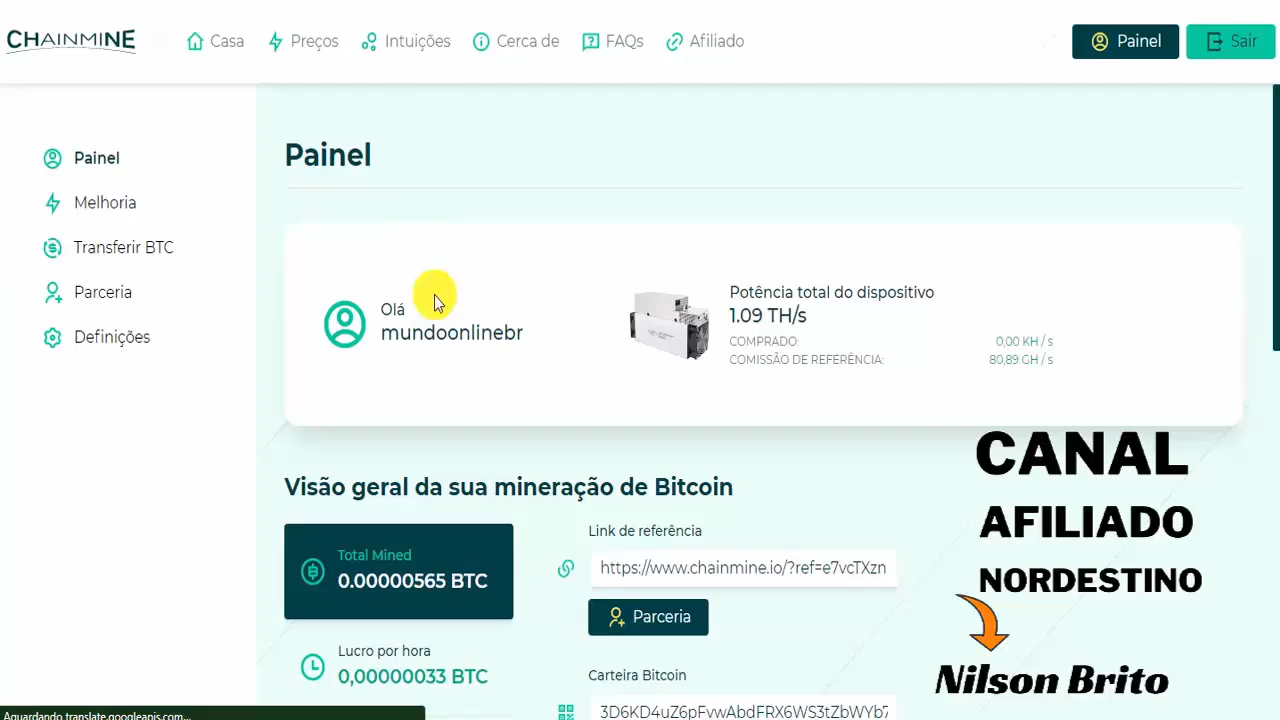 CHAINMINE
Casa
Preços
Intuições
Cerca de
FAQs
Afiliado
Painel
Sair
Painel
Melhoria
Transferir BTC
Parceria
Definições
Painel
Olá
mundoonlinebr
Potência total do dispositivo
1.09 TH/s
COMPRADO: 0,00 KH / s
COMISSÃO DE REFERÊNCIA: 80,89 GH / s
Visão geral da sua mineração de Bitcoin
Total Mined
0.00000565 BTC
Lucro por hora
0,00000033 BTC
Link de referência
https://www.chainmine.io/?ref=e7vcTXzn
Parceria
Carteira Bitcoin
3D6KD4uZ6pFvwAbdFRX6WS3tZbWYb7
CANAL
AFILIADO
NORDESTINO
Nilson Brito
Aguardando translate.googleapis.com...